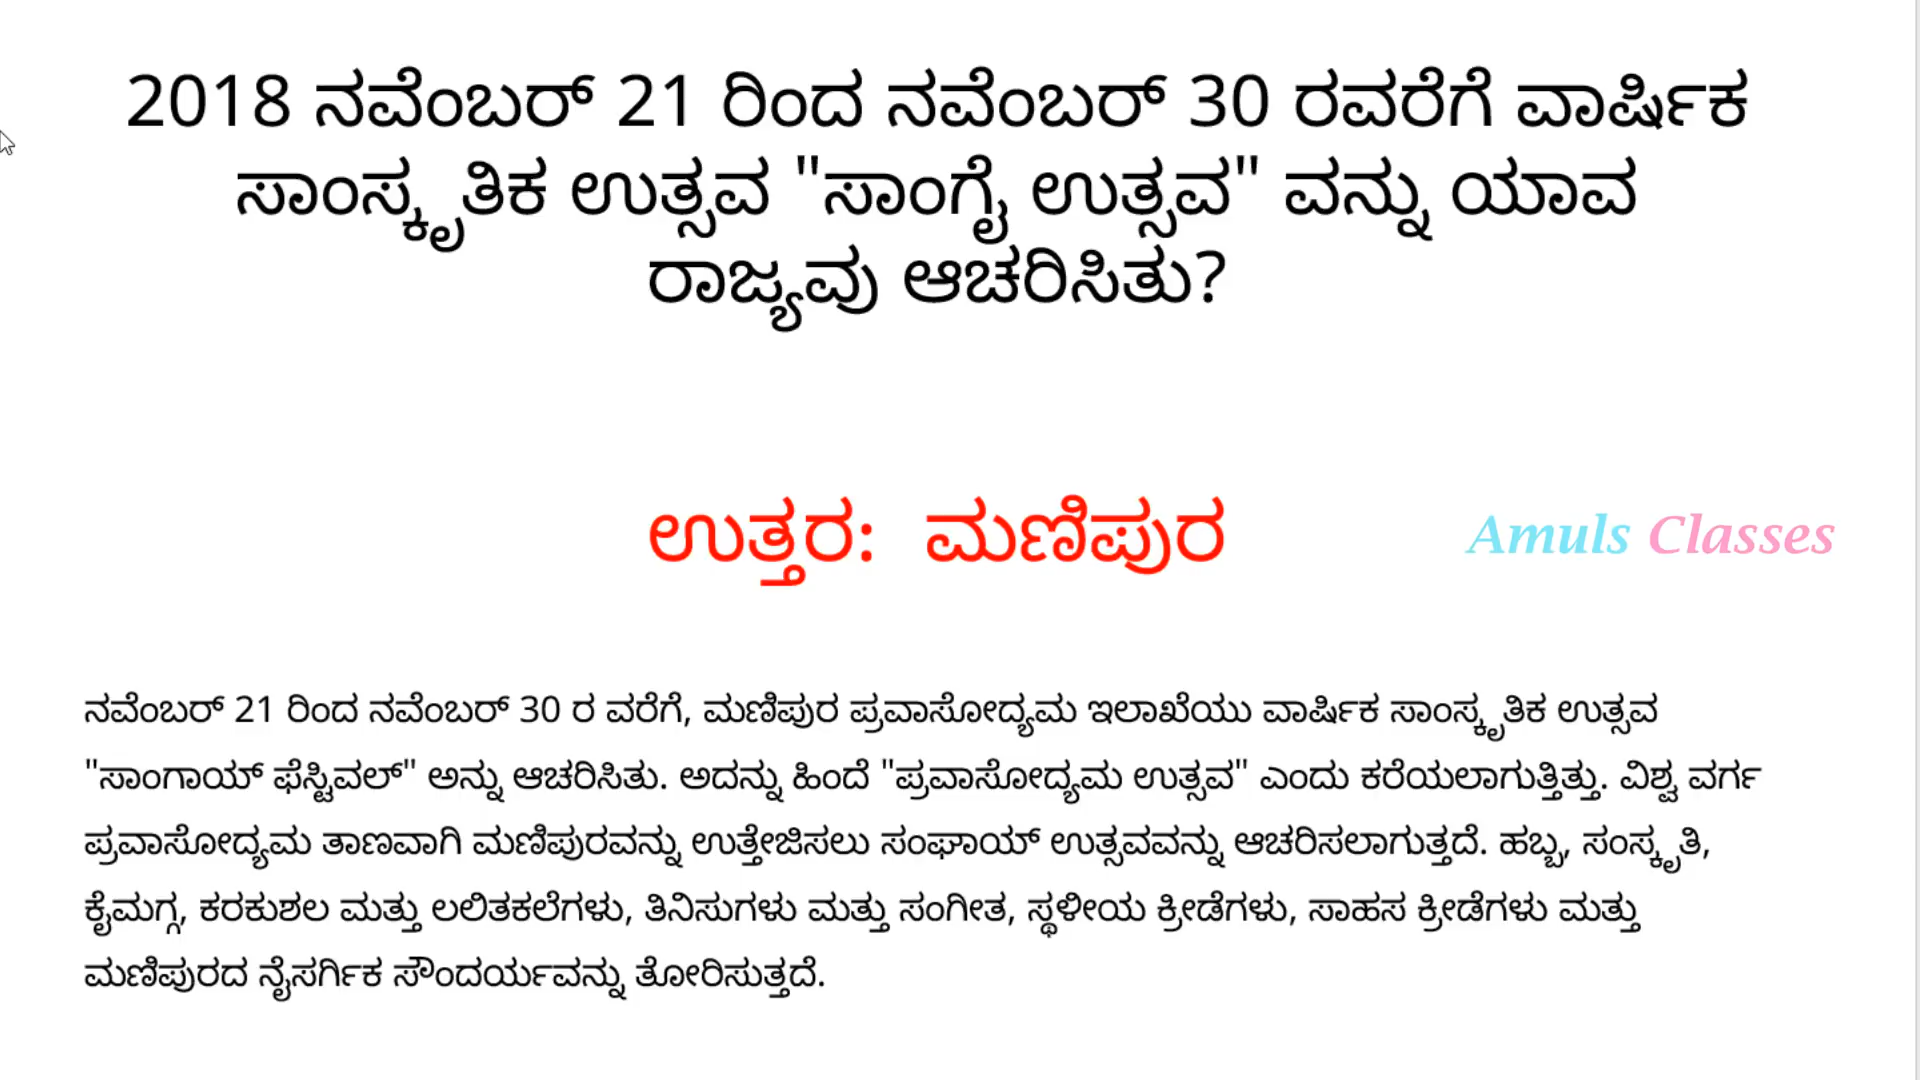 2018 ನವೆಂಬರ್ 21 ರಿಂದ ನವೆಂಬರ್ 30 ರವರೆಗೆ ವಾರ್ಷಿಕ
ಸಾಂಸ್ಕೃತಿಕ ಉತ್ಸವ "ಸಾಂಗೈ ಉತ್ಸವ" ವನ್ನು ಯಾವ
ರಾಜ್ಯವು ಆಚರಿಸಿತು?
ಉತ್ತರ: ಮಣಿಪುರ
Amuls Classes
ನವೆಂಬರ್ 21 ರಿಂದ ನವೆಂಬರ್ 30 ರ ವರೆಗೆ, ಮಣಿಪುರ ಪ್ರವಾಸೋದ್ಯಮ ಇಲಾಖೆಯು ವಾರ್ಷಿಕ ಸಾಂಸ್ಕೃತಿಕ ಉತ್ಸವ
"ಸಾಂಗಾಯ್ ಫೆಸ್ಟಿವಲ್" ಅನ್ನು ಆಚರಿಸಿತು. ಅದನ್ನು ಹಿಂದೆ "ಪ್ರವಾಸೋದ್ಯಮ ಉತ್ಸವ" ಎಂದು ಕರೆಯಲಾಗುತ್ತಿತ್ತು. ವಿಶ್ವ ವರ್ಗ
ಪ್ರವಾಸೋದ್ಯಮ ತಾಣವಾಗಿ ಮಣಿಪುರವನ್ನು ಉತ್ತೇಜಿಸಲು ಸಂಘಾಯ್ ಉತ್ಸವವನ್ನು ಆಚರಿಸಲಾಗುತ್ತದೆ. ಹಬ್ಬ, ಸಂಸ್ಕೃತಿ,
ಕೈಮಗ್ಗ, ಕರಕುಶಲ ಮತ್ತು ಲಲಿತಕಲೆಗಳು, ತಿನಿಸುಗಳು ಮತ್ತು ಸಂಗೀತ, ಸ್ಥಳೀಯ ಕ್ರೀಡೆಗಳು, ಸಾಹಸ ಕ್ರೀಡೆಗಳು ಮತ್ತು
ಮಣಿಪುರದ ನೈಸರ್ಗಿಕ ಸೌಂದರ್ಯವನ್ನು ತೋರಿಸುತ್ತದೆ.